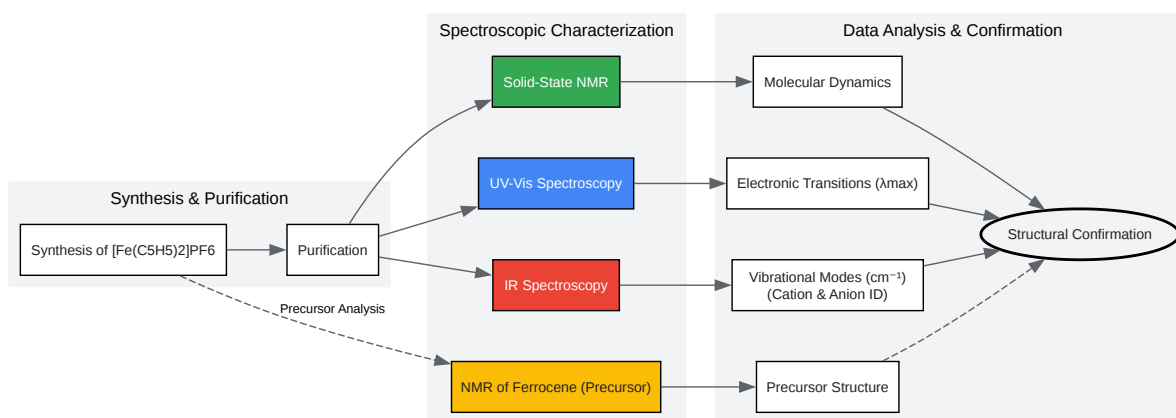 Spectroscopic Characterization
Data Analysis & Confirmation
Solid-State NMR
Molecular Dynamics
Synthesis & Purification
UV-Vis Spectroscopy
Electronic Transitions (λmax)
Synthesis of [Fe(C5H5)2]PF6
Purification
Structural Confirmation
IR Spectroscopy
Vibrational Modes (cm⁻¹)
(Cation & Anion ID)
Precursor Analysis
NMR of Ferrocene (Precursor)
Precursor Structure